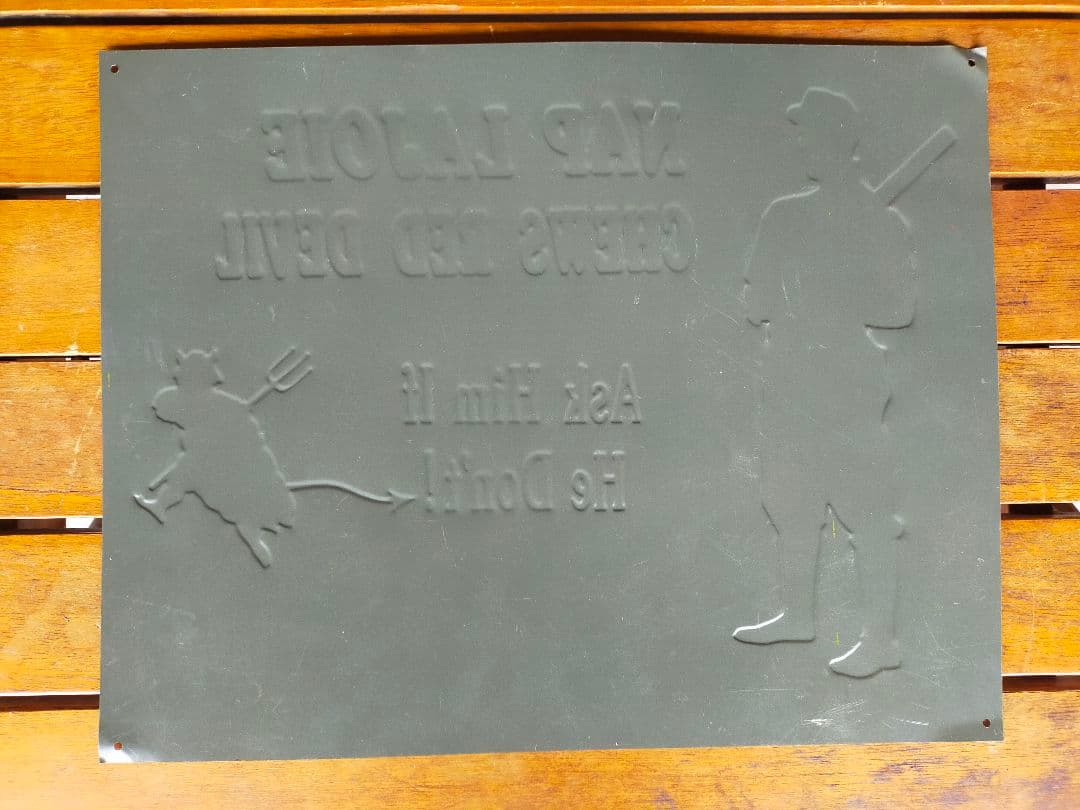 NAP LAJOIE
CHEWS RED DEVIL
Ask Him If
He Don't!